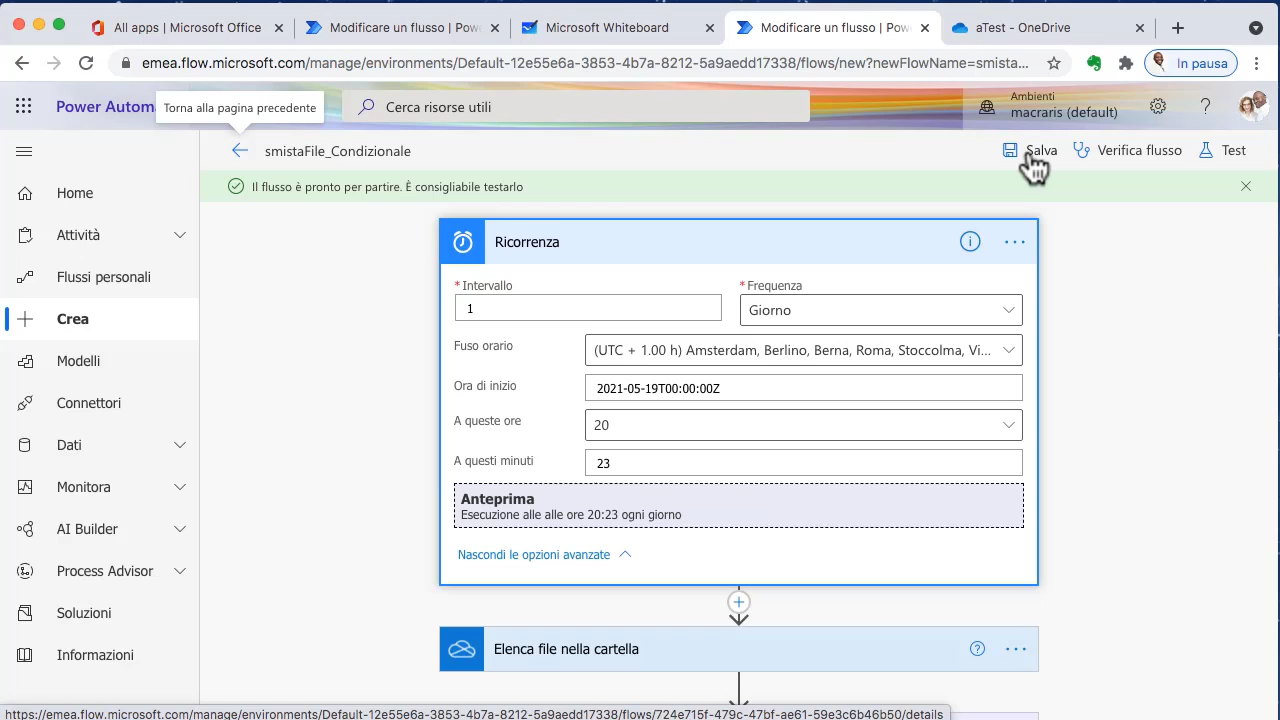 All apps | Microsoft Office
Modificare un flusso | Pow
Microsoft Whiteboard
Modificare un flusso | Pow
aTest - OneDrive
emea.flow.microsoft.com/manage/environments/Default-12e55e6a-3853-4b7a-8212-5a9aedd17338/flows/new?newFlowName=smista...
In pausa
Power Autom
Torna alla pagina precedente
Cerca risorse utili
Ambienti
macraris (default)
smistaFile_Condizionale
Salva
Verifica flusso
Test
Il flusso è pronto per partire. È consigliabile testarlo
Home
Attività
Flussi personali
Crea
Modelli
Connettori
Dati
Monitora
AI Builder
Process Advisor
Soluzioni
Informazioni
Ricorrenza
* Intervallo
* Frequenza
1
Giorno
Fuso orario
(UTC + 1.00 h) Amsterdam, Berlino, Berna, Roma, Stoccolma, Vi...
Ora di inizio
2021-05-19T00:00:00Z
A queste ore
20
A questi minuti
23
Anteprima
Esecuzione alle alle ore 20:23 ogni giorno
Nascondi le opzioni avanzate
Elenca file nella cartella
https://emea.flow.microsoft.com/manage/environments/Default-12e55e6a-3853-4b7a-8212-5a9aedd17338/flows/724e715f-479c-47bf-ae61-59e3c6b46b50/details